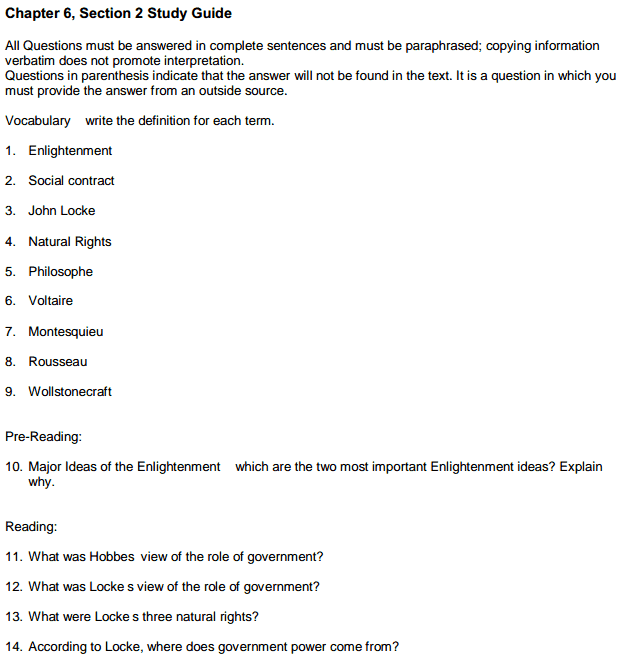 Chapter 6, Section 2 Study Guide
All Questions must be answered in complete sentences and must be paraphrased; copying information
verbatim does not promote interpretation.
Questions in parenthesis indicate that the answer will not be found in the text. It is a question in which you
must provide the answer from an outside source.
Vocabulary write the definition for each term.
1. Enlightenment
2. Social contract
3. John Locke
4. Natural Rights
5. Philosophe
6. Voltaire
7. Montesquieu
8. Rousseau
9. Wollstonecraft
Pre-Reading:
10. Major Ideas of the Enlightenment which are the two most important Enlightenment ideas? Explain
why.
Reading:
11. What was Hobbes view of the role of government?
12. What was Locke s view of the role of government?
13. What were Locke s three natural rights?
14. According to Locke, where does government power come from?